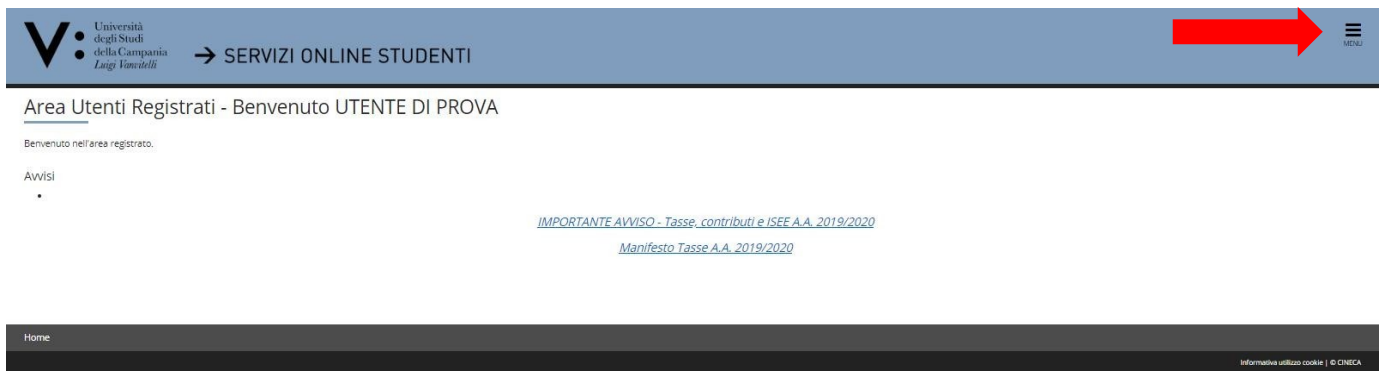 Università
degli Studi
della Campania
Luigi Vanvitelli
→ SERVIZI ONLINE STUDENTI
MENU
Area Utenti Registrati - Benvenuto UTENTE DI PROVA
Benvenuto nell'area registrato.
Avvisi
IMPORTANTE AVVISO - Tasse, contributi e ISEE A.A. 2019/2020
Manifesto Tasse A.A. 2019/2020
Home
Informativa utilizzo cookie | © CINECA